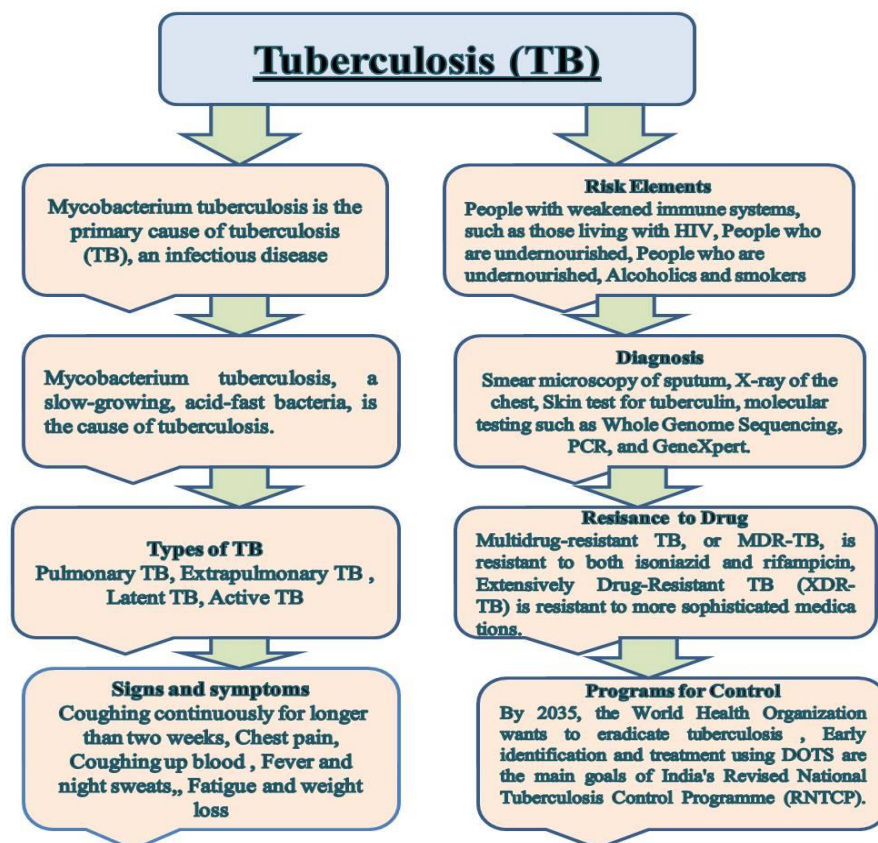 Tuberculosis (TB)
Mycobacterium tuberculosis is the
primary cause of tuberculosis
(TB), an infectious disease
Mycobacterium tuberculosis, a
slow-growing, acid-fast bacteria, is
the cause of tuberculosis.
Types of TB
Pulmonary TB, Extrapulmonary TB ,
Latent TB, Active TB
Signs and symptoms
Coughing continuously for longer
than two weeks, Chest pain,
Coughing up blood , Fever and
night sweats,, Fatigue and weight
loss
Risk Elements
People with weakened immune systems,
such as those living with HIV, People who
are undernourished, People who are
undernourished, Alcoholics and smokers
Diagnosis
Smear microscopy of sputum, X-ray of the
chest, Skin test for tuberculin, molecular
testing such as Whole Genome Sequencing,
PCR, and GeneXpert.
Resisance to Drug
Multidrug-resistant TB, or MDR-TB, is
resistant to both isoniazid and rifampicin,
Extensively Drug-Resistant TB (XDR-
TB) is resistant to more sophisticated medica
tions.
Programs for Control
By 2035, the World Health Organization
wants to eradicate tuberculosis , Early
identification and treatment using DOTS are
the main goals of India's Revised National
Tuberculosis Control Programme (RNTCP).